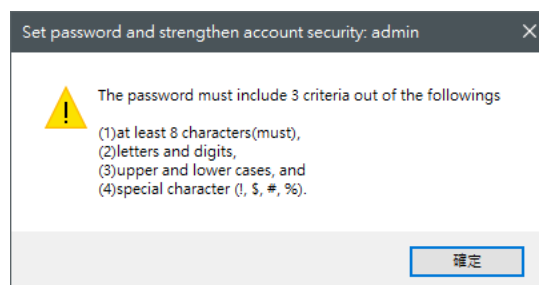 Set password and strengthen account security: admin
The password must include 3 criteria out of the followings
(1)at least 8 characters(must),
(2)letters and digits,
(3)upper and lower cases, and
(4)special character (!, $, #, %).
確定